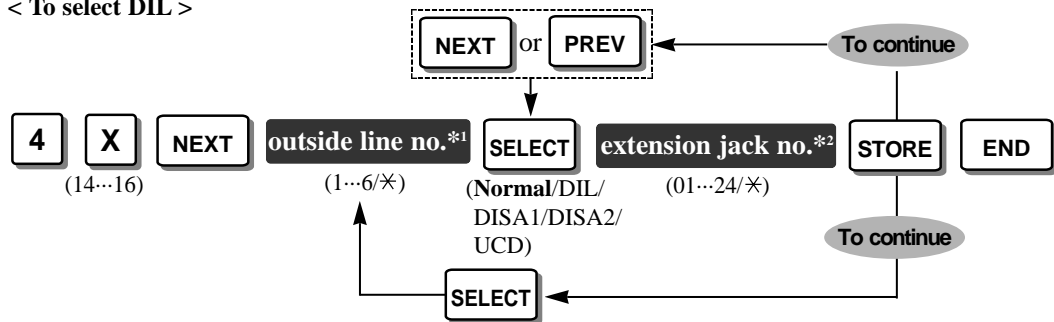 < To select DIL >
NEXT or PREV
To continue
4 X NEXT outside line no.*1 SELECT extension jack no.*2 STORE END
(14···16) (1···6/✳) (Normal/DIL/ (01···24/✳)
DISA1/DISA2/
UCD)
To continue
SELECT